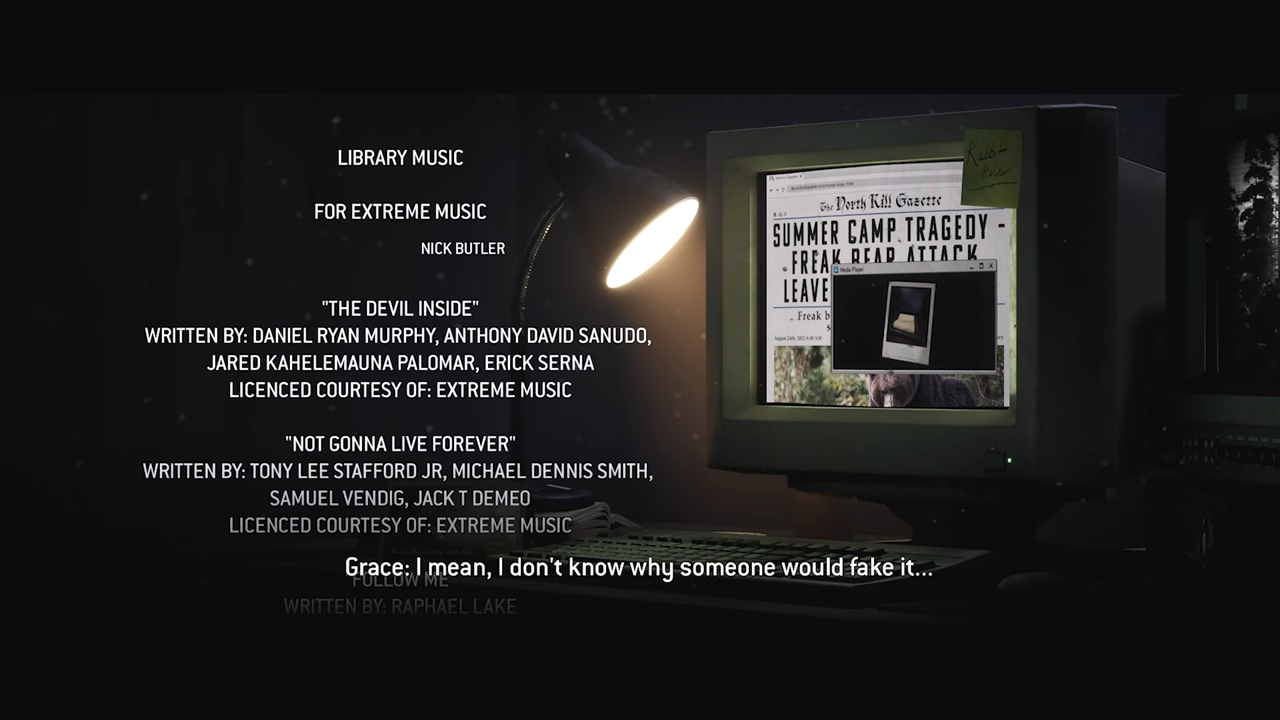 LIBRARY MUSIC
FOR EXTREME MUSIC
NICK BUTLER
"THE DEVIL INSIDE"
WRITTEN BY: DANIEL RYAN MURPHY, ANTHONY DAVID SANUDO,
JARED KAHELEMAUNA PALOMAR, ERICK SERNA
LICENCED COURTESY OF: EXTREME MUSIC
"NOT GONNA LIVE FOREVER"
WRITTEN BY: TONY LEE STAFFORD JR, MICHAEL DENNIS SMITH,
SAMUEL VENDIG, JACK T DEMEO
LICENCED COURTESY OF: EXTREME MUSIC
FOLLOW ME
WRITTEN BY: RAPHAEL LAKE
Grace: I mean, I don't know why someone would fake it...
Rabbit
Hole
The North Kill Gazette
SUMMER CAMP TRAGEDY -
FREAK BEAR ATTACK
LEAVE
Media Player
Freak b